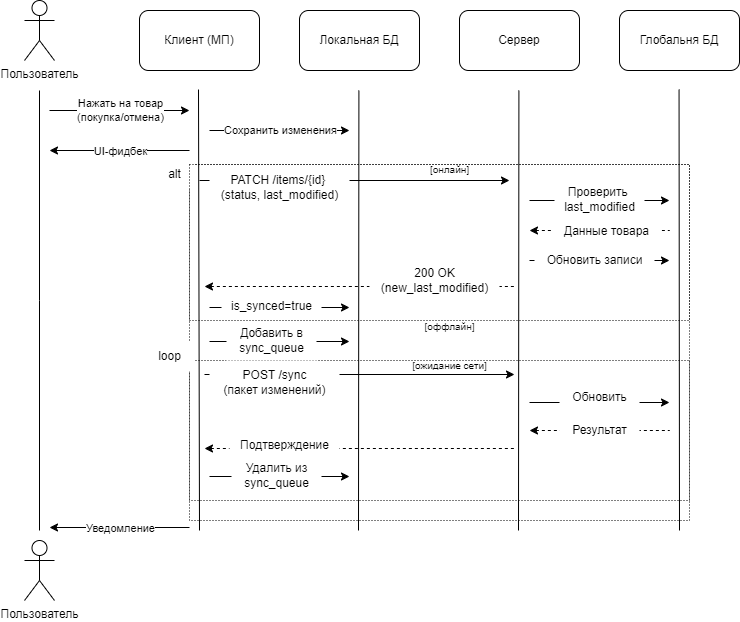 Пользователь
Клиент (МП)
Локальная БД
Сервер
Глобальня БД
Нажать на товар
(покупка/отмена)
Сохранить изменения
UI-фидбек
alt
[онлайн]
PATCH /items/{id}
(status, last_modified)
Проверить
last_modified
Данные товара
Обновить записи
200 OK
(new_last_modified)
is_synced=true
[оффлайн]
Добавить в
sync_queue
loop
[ожидание сети]
POST /sync
(пакет изменений)
Обновить
Результат
Подтверждение
Удалить из
sync_queue
Уведомление
Пользователь